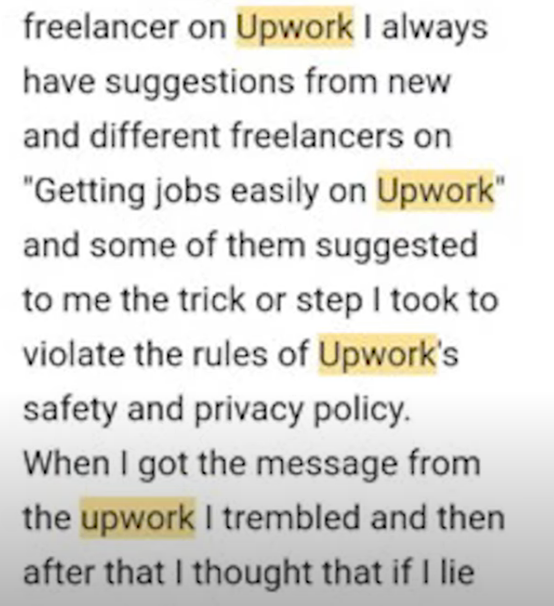 freelancer on Upwork I always
have suggestions from new
and different freelancers on
"Getting jobs easily on Upwork"
and some of them suggested
to me the trick or step I took to
violate the rules of Upwork's
safety and privacy policy.
When I got the message from
the upwork I trembled and then
after that I thought that if I lie